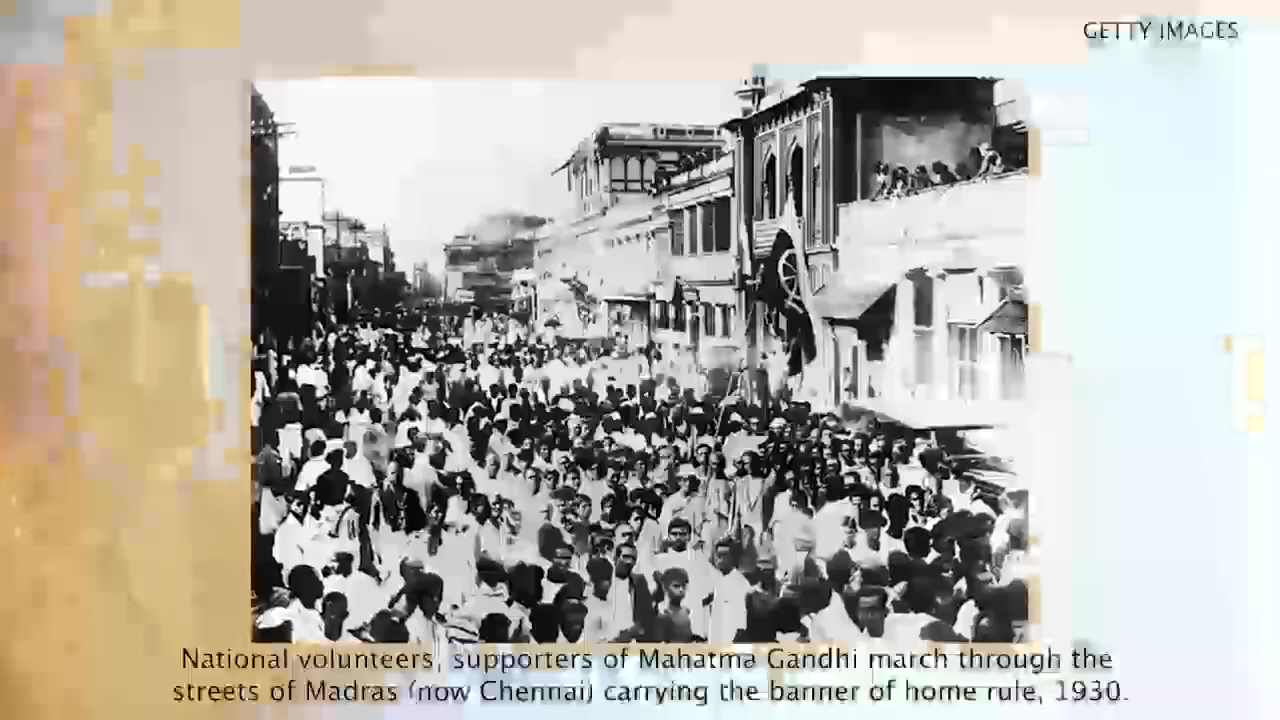 GETTY IMAGES
National volunteers, supporters of Mahatma Gandhi march through the
streets of Madras (now Chennai) carrying the banner of home rule, 1930.